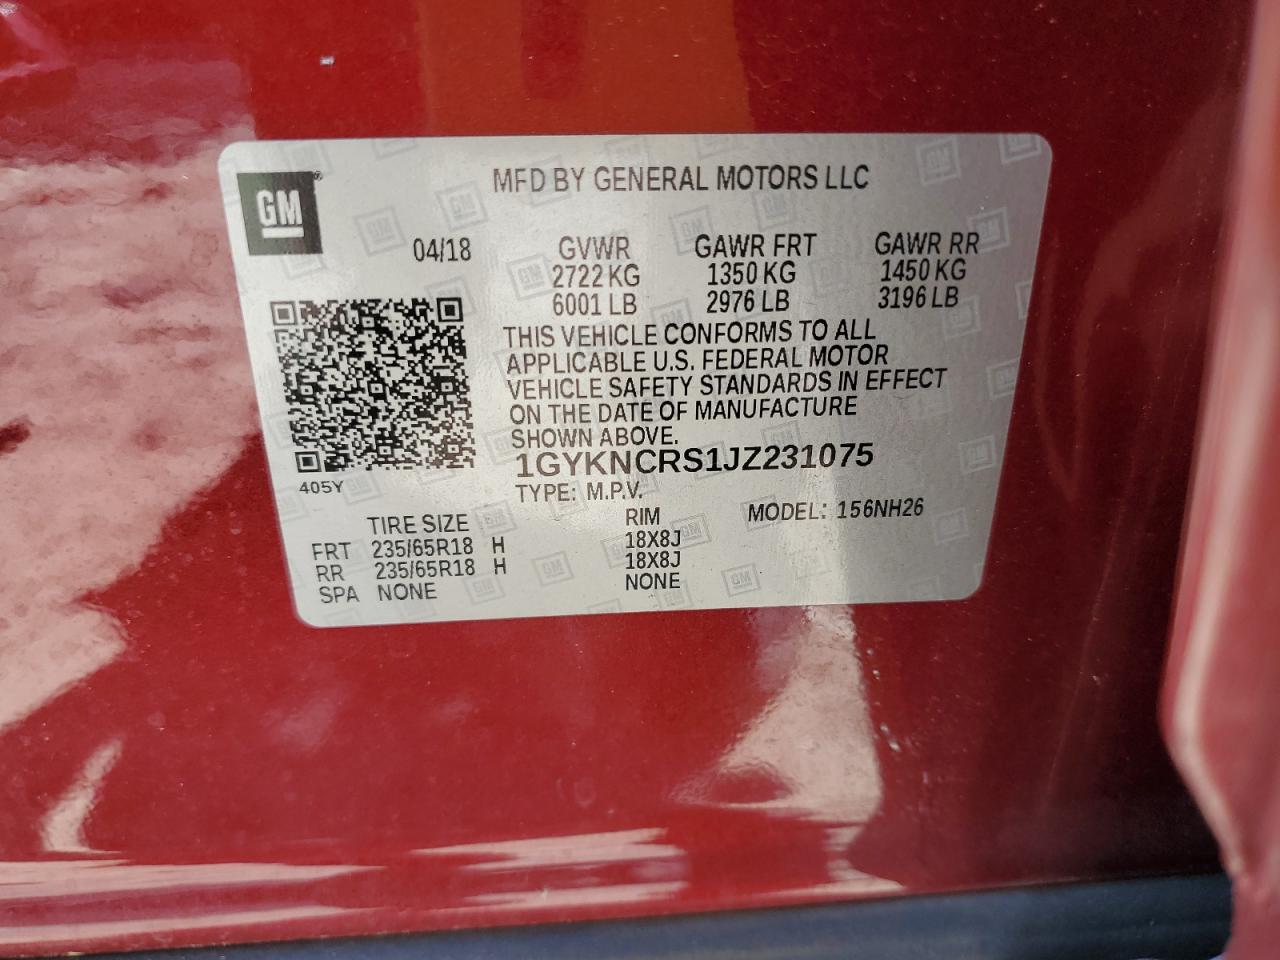 GM
MFD BY GENERAL MOTORS LLC
04/18 GVWR GAWR FRT GAWR RR
2722 KG 1350 KG 1450 KG
6001 LB 2976 LB 3196 LB
THIS VEHICLE CONFORMS TO ALL
APPLICABLE U.S. FEDERAL MOTOR
VEHICLE SAFETY STANDARDS IN EFFECT
ON THE DATE OF MANUFACTURE
SHOWN ABOVE.
1GYKNCRS1JZ231075
405Y
TYPE: M.P.V. MODEL: 156NH26
TIRE SIZE RIM
FRT 235/65R18 H 18X8J
RR 235/65R18 H 18X8J
SPA NONE NONE